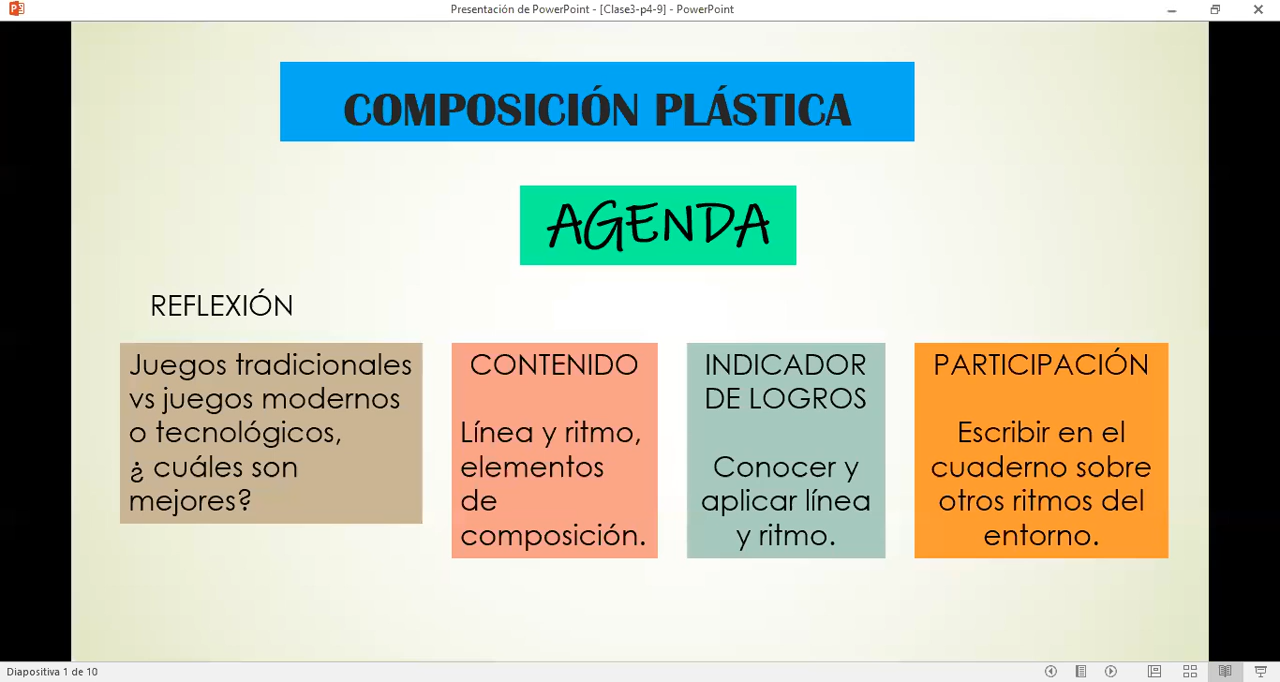 Presentación de PowerPoint - [Clase3-p4-9] - PowerPoint
COMPOSICIÓN PLÁSTICA
AGENDA
REFLEXIÓN
Juegos tradicionales
vs juegos modernos
o tecnológicos,
¿ cuáles son
mejores?
CONTENIDO
Línea y ritmo,
elementos
de
composición.
INDICADOR
DE LOGROS
Conocer y
aplicar línea
y ritmo.
PARTICIPACIÓN
Escribir en el
cuaderno sobre
otros ritmos del
entorno.
Diapositiva 1 de 10